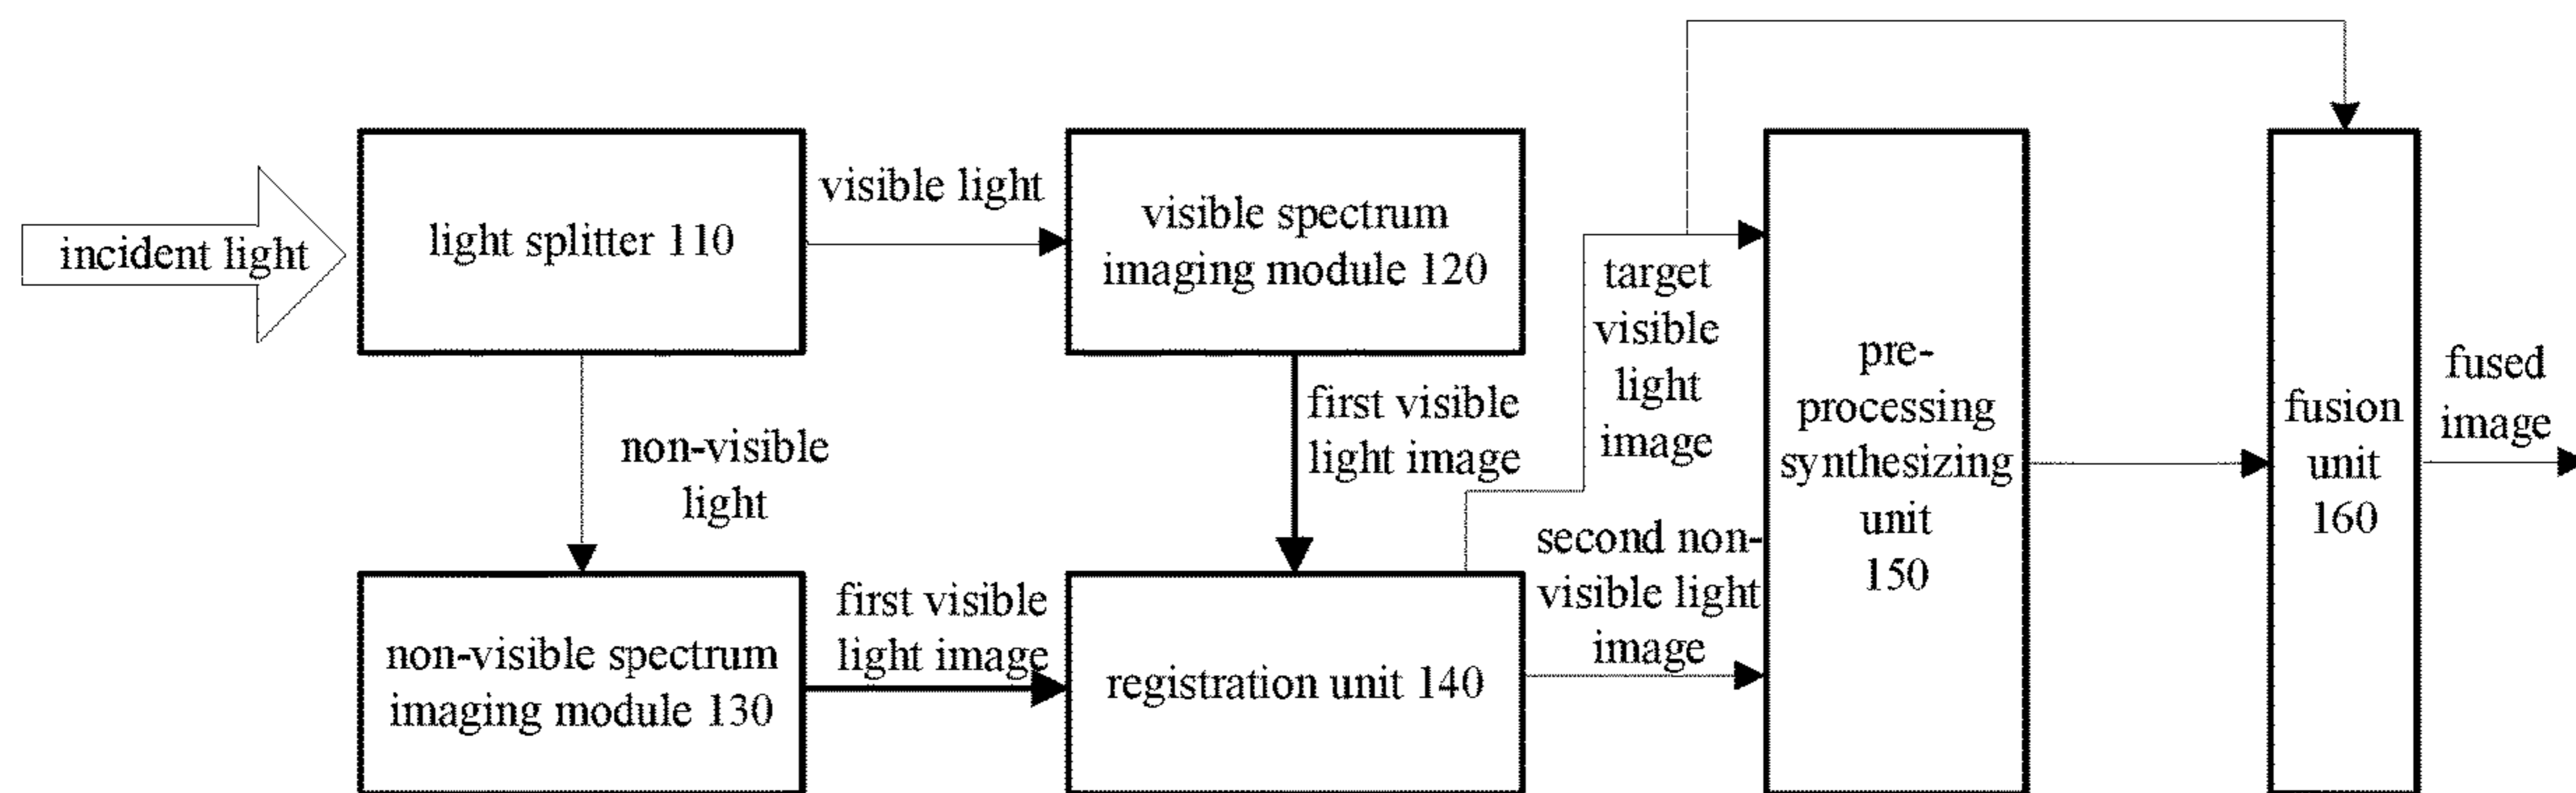 incident light
light splitter 110
visible light
visible spectrum
imaging module 120
target
visible
light
image
pre-
processing
synthesizing
unit
150
fusion
unit
160
fused
image
non-visible
light
first visible
light image
non-visible spectrum
imaging module 130
first visible
light image
registration unit 140
second non-
visible light
image